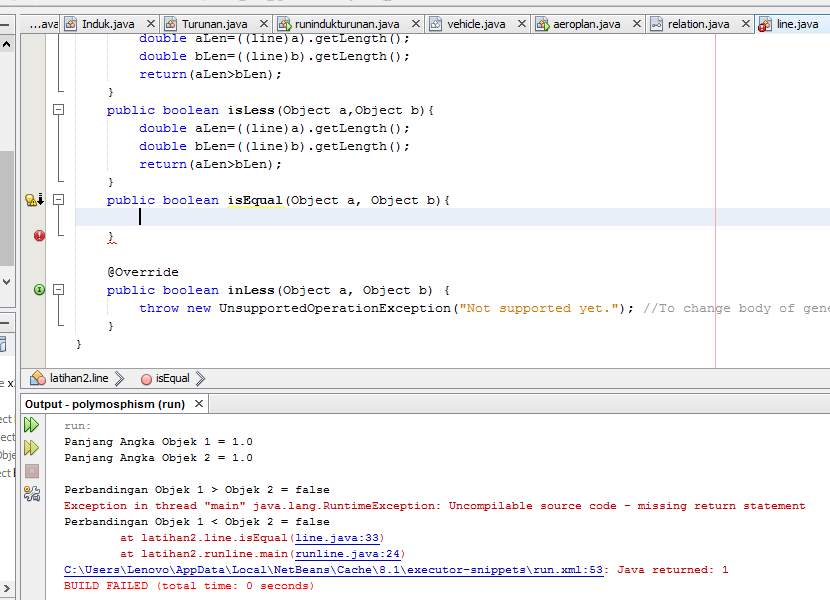 ...ava Induk.java Turunan.java runindukturunan.java vehicle.java aeroplan.java relation.java line.java
double aLen=((line)a).getLength();
double bLen=((line)b).getLength();
return(aLen>bLen);
}
public boolean isLess(Object a,Object b){
double aLen=((line)a).getLength();
double bLen=((line)b).getLength();
return(aLen>bLen);
}
public boolean isEqual(Object a, Object b){
}
@Override
public boolean inLess(Object a, Object b) {
throw new UnsupportedOperationException("Not supported yet."); //To change body of gene
}
}
latihan2.line isEqual
Output - polymosphism (run)
run:
Panjang Angka Objek 1 = 1.0
Panjang Angka Objek 2 = 1.0
Perbandingan Objek 1 > Objek 2 = false
Exception in thread "main" java.lang.RuntimeException: Uncompilable source code - missing return statement
Perbandingan Objek 1 < Objek 2 = false
at latihan2.line.isEqual(line.java:33)
at latihan2.runline.main(runline.java:24)
C:\Users\Lenovo\AppData\Local\NetBeans\Cache\8.1\executor-snippets\run.xml:53: Java returned: 1
BUILD FAILED (total time: 0 seconds)